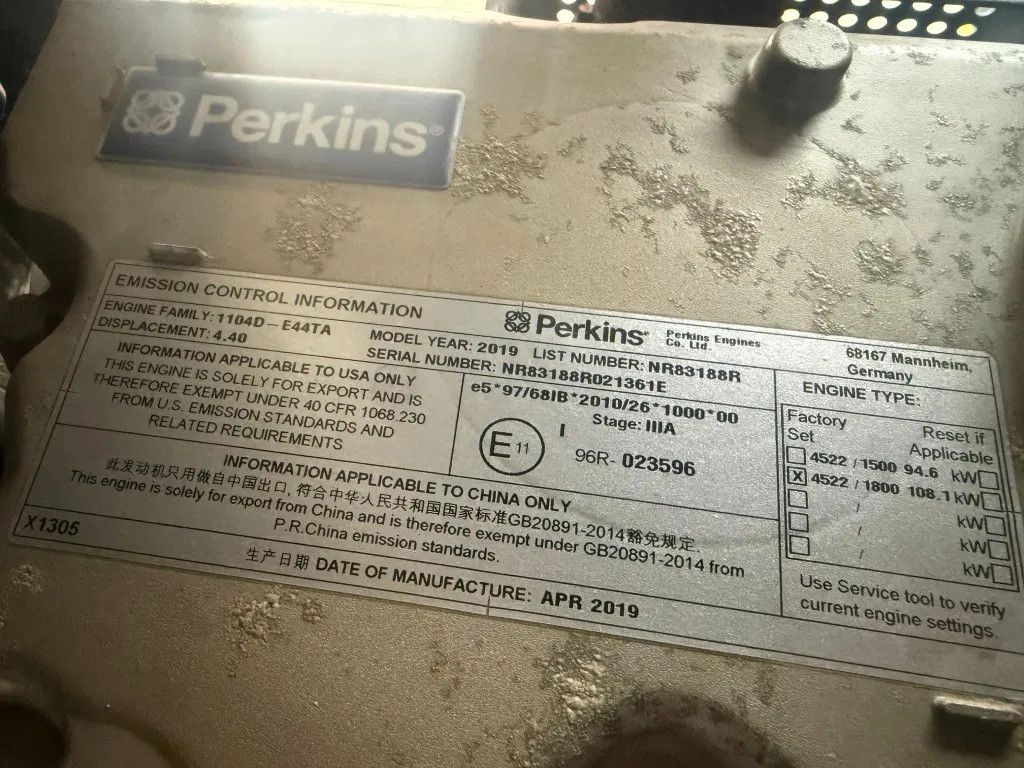 Perkins®
EMISSION CONTROL INFORMATION
Perkins®
Perkins Engines
Co. Ltd.
68167 Mannheim,
Germany
ENGINE FAMILY: 1104D-E44TA
MODEL YEAR: 2019 LIST NUMBER: NR83188R
DISPLACEMENT: 4.40
SERIAL NUMBER: NR83188R021361E
INFORMATION APPLICABLE TO USA ONLY
THIS ENGINE IS SOLELY FOR EXPORT AND IS
THEREFORE EXEMPT UNDER 40 CFR 1068.230
FROM U.S. EMISSION STANDARDS AND
RELATED REQUIREMENTS
e5*97/68IB*2010/26*1000*00
Stage: IIIA
E 11
I
96R- 023596
ENGINE TYPE:
Factory
Set
Reset if
Applicable
4522 / 1500 94.6 kW
X 4522 / 1800 108.1 kW
/ kW
/ kW
/ kW
Use Service tool to verify
current engine settings.
INFORMATION APPLICABLE TO CHINA ONLY
此发动机只用做自中国出口, 符合中华人民共和国国家标准GB20891-2014豁免规定.
This engine is solely for export from China and is therefore exempt under GB20891-2014 from
P.R.China emission standards.
X1305
生产日期 DATE OF MANUFACTURE: APR 2019